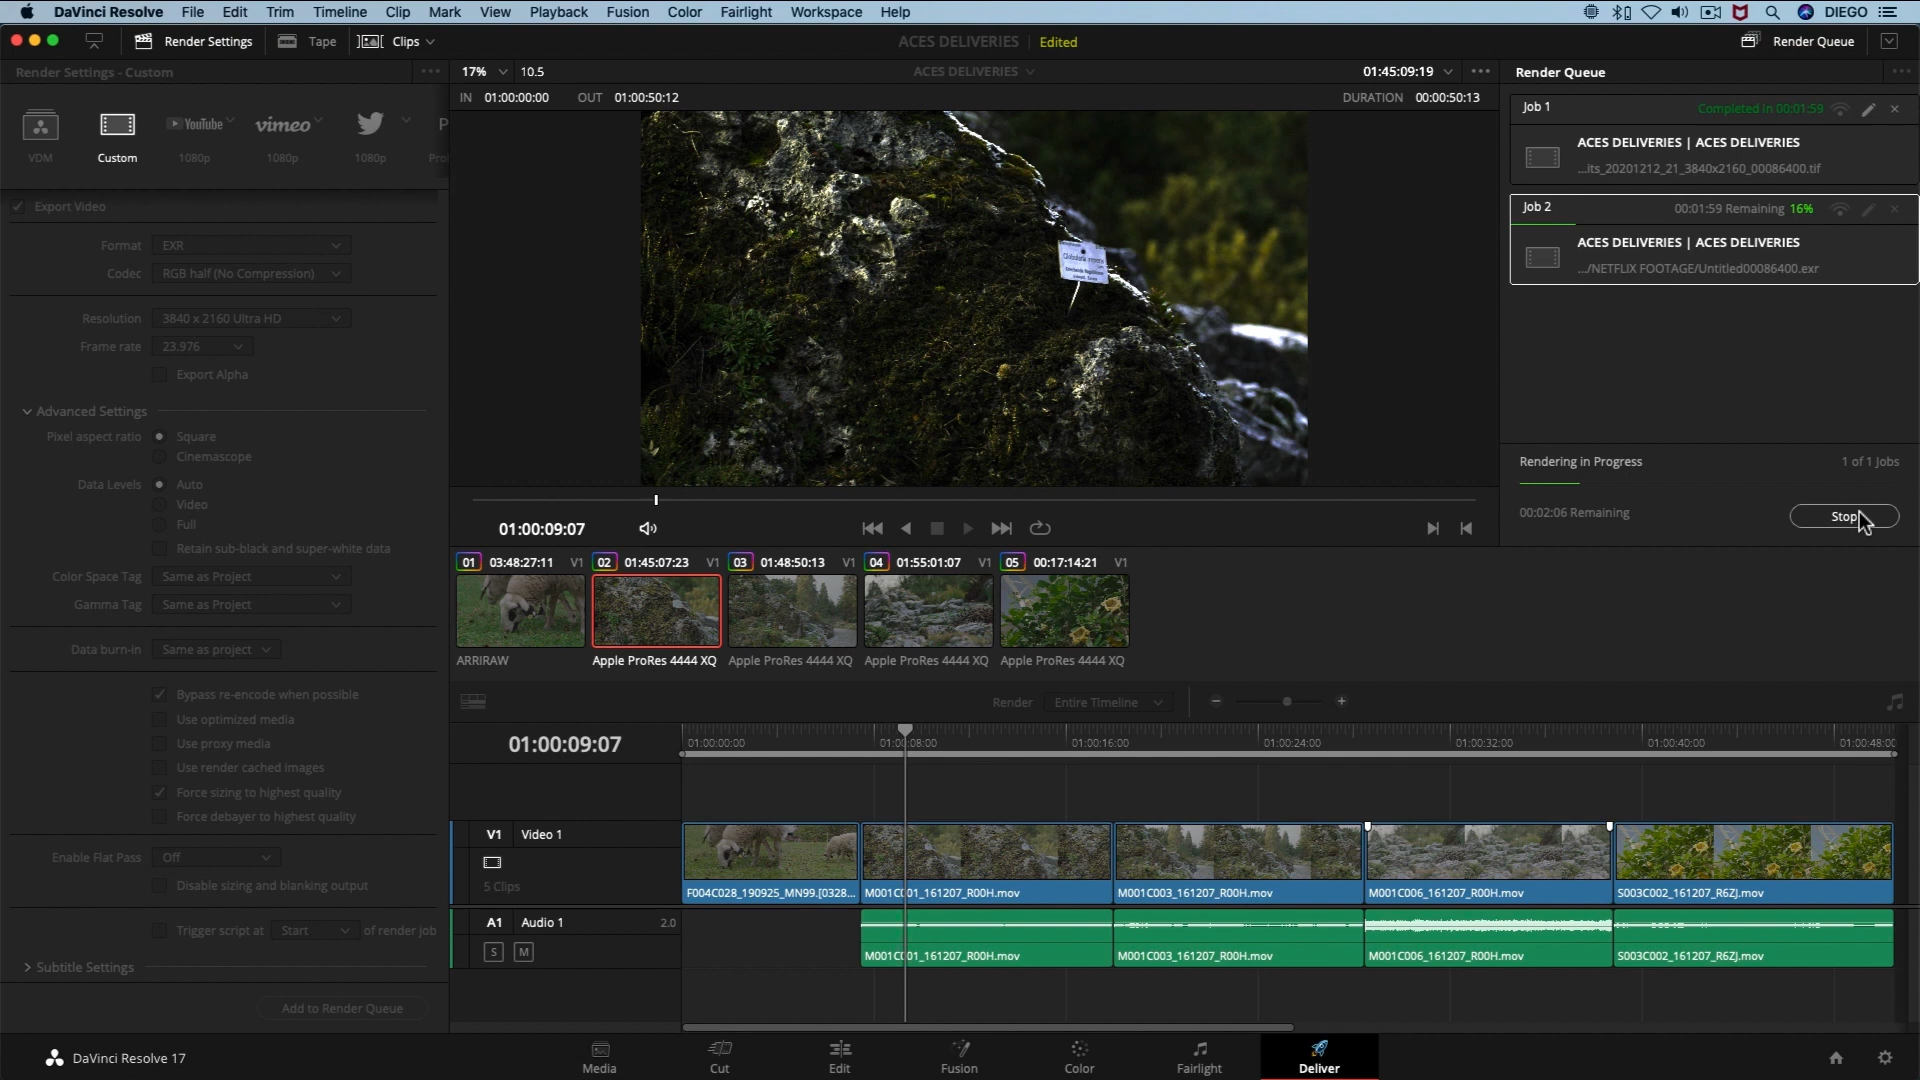 DaVinci Resolve File Edit Trim Timeline Clip Mark View Playback Fusion Color Fairlight Workspace Help DIEGO
Render Settings Tape Clips ACES DELIVERIES Edited Render Queue
Render Settings - Custom 17% 10.5 ACES DELIVERIES 01:45:09:19 Render Queue
IN 01:00:00:00 OUT 01:00:50:12 DURATION 00:00:50:13
Job 1 Completed in 00:01:59
ACES DELIVERIES | ACES DELIVERIES
...its_20201212_21_3840x2160_00086400.tif
YouTube vimeo P
VDM Custom 1080p 1080p 1080p Pro
Job 2 00:01:59 Remaining 16%
ACES DELIVERIES | ACES DELIVERIES
.../NETFLIX FOOTAGE/Untitled00086400.exr
Export Video
Format EXR
Codec RGB half (No Compression)
Resolution 3840 x 2160 Ultra HD
Frame rate 23.976
Export Alpha
Advanced Settings
Pixel aspect ratio Square
Cinemascope
Data Levels Auto
Video
Full
Retain sub-black and super-white data
Color Space Tag Same as Project
Gamma Tag Same as Project
Data burn-in Same as project
Bypass re-encode when possible
Use optimized media
Use proxy media
Use render cached images
Force sizing to highest quality
Force debayer to highest quality
Enable Flat Pass Off
Disable sizing and blanking output
Trigger script at Start of render job
Subtitle Settings
Add to Render Queue
Rendering in Progress 1 of 1 Jobs
00:02:06 Remaining Stop
01:00:09:07
01 03:48:27:11 V1 02 01:45:07:23 V1 03 01:48:50:13 V1 04 01:55:01:07 V1 05 00:17:14:21 V1
ARRIRAW Apple ProRes 4444 XQ Apple ProRes 4444 XQ Apple ProRes 4444 XQ Apple ProRes 4444 XQ
Render Entire Timeline
01:00:09:07 01:00:00:00 01:00:08:00 01:00:16:00 01:00:24:00 01:00:32:00 01:00:40:00 01:00:48:00
V1 Video 1
5 Clips
F004C028_190925_MN99.[0328... M001C001_161207_R00H.mov M001C003_161207_R00H.mov M001C006_161207_R00H.mov S003C002_161207_R6ZJ.mov
A1 Audio 1 2.0
S M
M001C001_161207_R00H.mov M001C003_161207_R00H.mov M001C006_161207_R00H.mov S003C002_161207_R6ZJ.mov
DaVinci Resolve 17
Media Cut Edit Fusion Color Fairlight Deliver